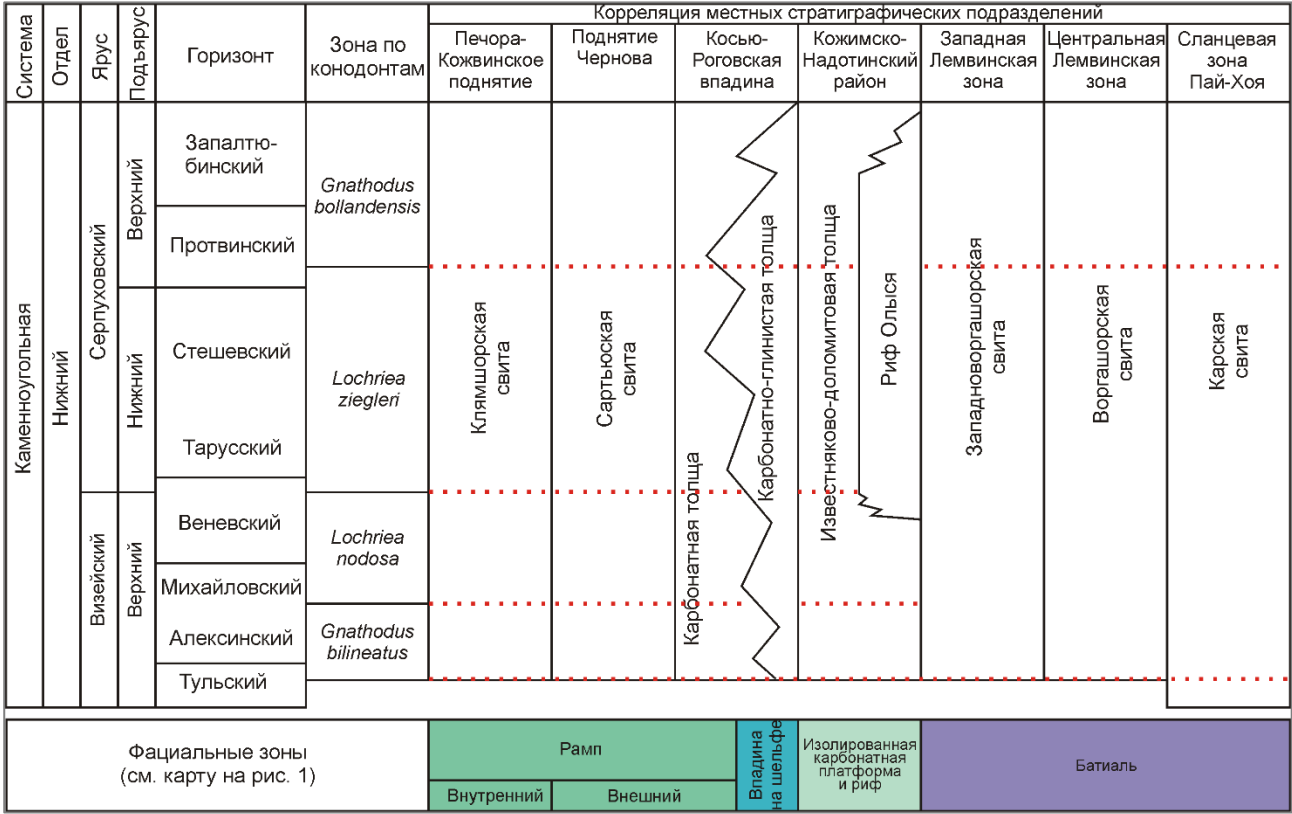 Система
Отдел
Ярус
Подъярус
Горизонт
Зона по
конодонтам
Корреляция местных стратиграфических подразделений
Печора-
Кожвинское
поднятие
Поднятие
Чернова
Косью-
Роговская
впадина
Кожимско-
Надотинский
район
Западная
Лемвинская
зона
Центральная
Лемвинская
зона
Сланцевая
зона
Пай-Хоя
Каменноугольная
Нижний
Серпуховский
Визейский
Верхний
Нижний
Верхний
Запалтю-
бинский
Протвинский
Стешевский
Тарусский
Веневский
Михайловский
Алексинский
Тульский
Gnathodus
bollandensis
Lochriea
ziegleri
Lochriea
nodosa
Gnathodus
bilineatus
Клямшорская
свита
Сартьюская
свита
Карбонатная толща
Карбонатно-глинистая толща
Известняково-доломитовая толща
Риф Олыся
Западноворгашорская
свита
Воргашорская
свита
Карская
свита
Фациальные зоны
(см. карту на рис. 1)
Рамп
Внутренний
Внешний
Впадина
на шельфе
Изолированная
карбонатная
платформа
и риф
Батиаль